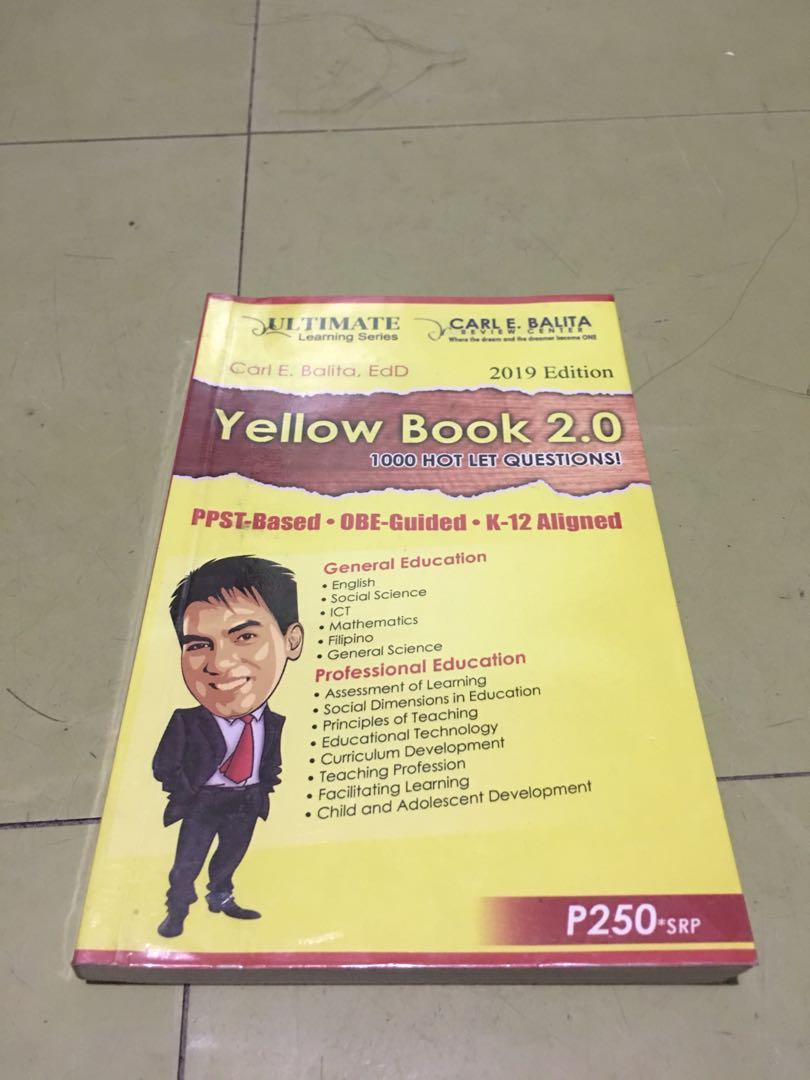 ULTIMATE
Learning Series
Dr. CARL E. BALITA
REVIEW CENTER
Where the dream and the dreamer become ONE
Carl E. Balita, EdD
2019 Edition
Yellow Book 2.0
1000 HOT LET QUESTIONS!
PPST-Based • OBE-Guided • K-12 Aligned
General Education
• English
• Social Science
• ICT
• Mathematics
• Filipino
• General Science
Professional Education
• Assessment of Learning
• Social Dimensions in Education
• Principles of Teaching
• Educational Technology
• Curriculum Development
• Teaching Profession
• Facilitating Learning
• Child and Adolescent Development
P250*SRP